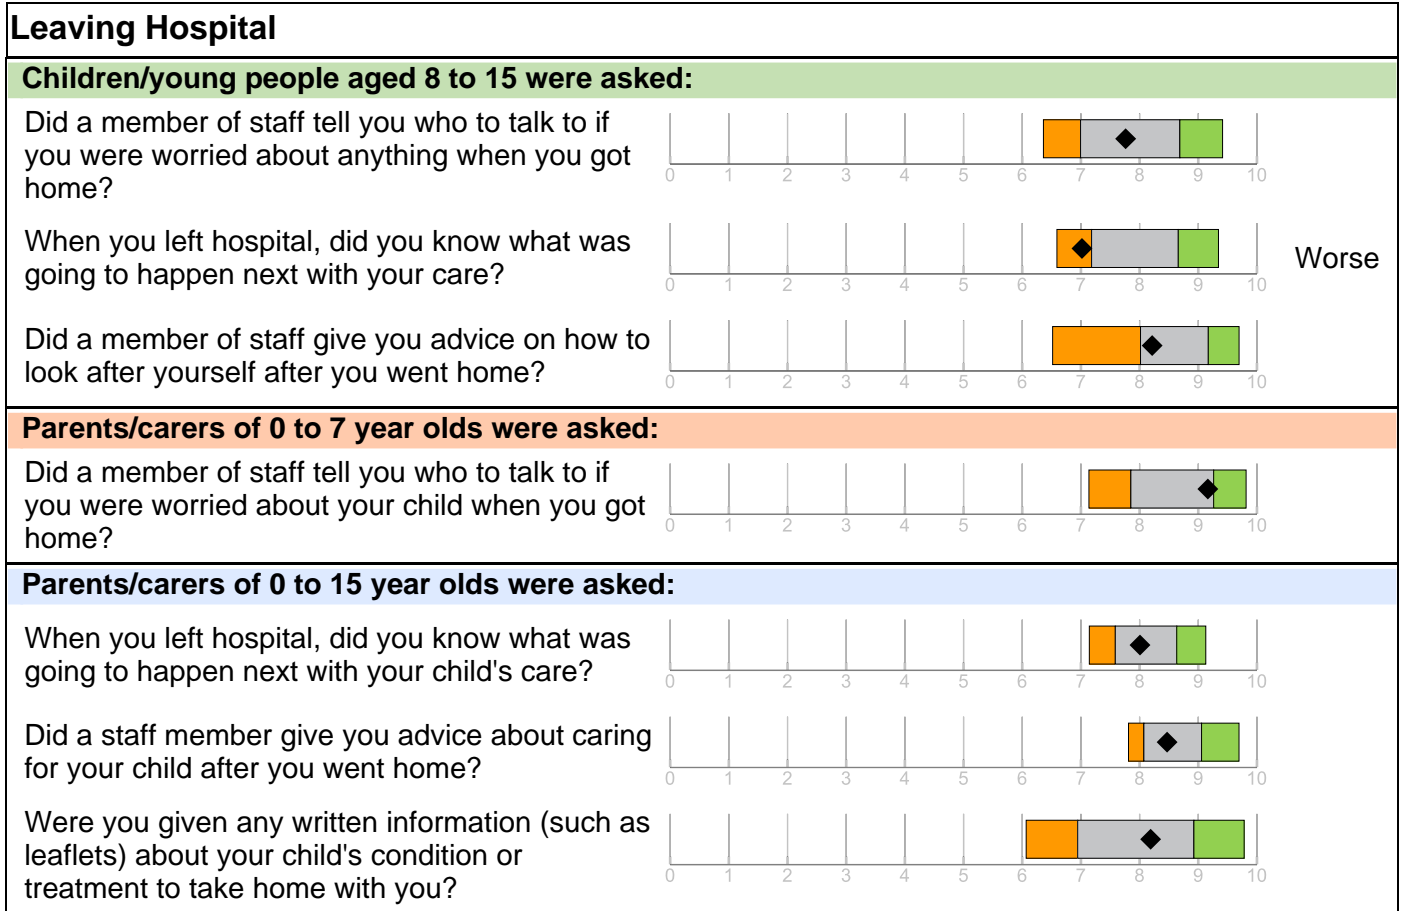 Leaving Hospital
Children/young people aged 8 to 15 were asked:
Did a member of staff tell you who to talk to if
you were worried about anything when you got
home?
0 1 2 3 4 5 6 7 8 9 10
When you left hospital, did you know what was
going to happen next with your care?
0 1 2 3 4 5 6 7 8 9 10
Worse
Did a member of staff give you advice on how to
look after yourself after you went home?
0 1 2 3 4 5 6 7 8 9 10
Parents/carers of 0 to 7 year olds were asked:
Did a member of staff tell you who to talk to if
you were worried about your child when you got
home?
0 1 2 3 4 5 6 7 8 9 10
Parents/carers of 0 to 15 year olds were asked:
When you left hospital, did you know what was
going to happen next with your child's care?
0 1 2 3 4 5 6 7 8 9 10
Did a staff member give you advice about caring
for your child after you went home?
0 1 2 3 4 5 6 7 8 9 10
Were you given any written information (such as
leaflets) about your child's condition or
treatment to take home with you?
0 1 2 3 4 5 6 7 8 9 10